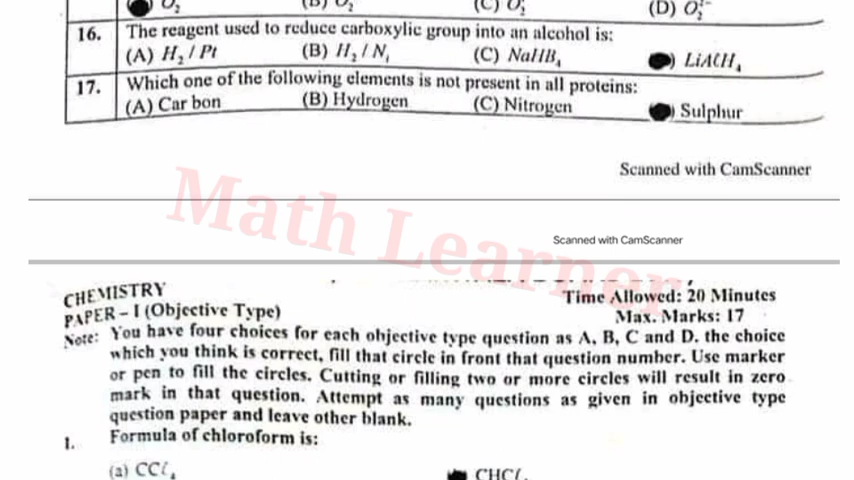 O₂ (B) O₂ (C) O₂⁻ (D) O₂²⁻
16. The reagent used to reduce carboxylic group into an alcohol is:
(A) H₂ / Pt (B) H₂ / Nᵢ (C) NaHB₄ ) LiACH₄
17. Which one of the following elements is not present in all proteins:
(A) Car bon (B) Hydrogen (C) Nitrogen ) Sulphur
Scanned with CamScanner
Math Learner
Scanned with CamScanner
CHEMISTRY
Time Allowed: 20 Minutes
PAPER – I (Objective Type) Max. Marks: 17
Note: You have four choices for each objective type question as A, B, C and D. the choice
which you think is correct, fill that circle in front that question number. Use marker
or pen to fill the circles. Cutting or filling two or more circles will result in zero
mark in that question. Attempt as many questions as given in objective type
question paper and leave other blank.
1. Formula of chloroform is:
(a) CCℓ₄ CHCℓ